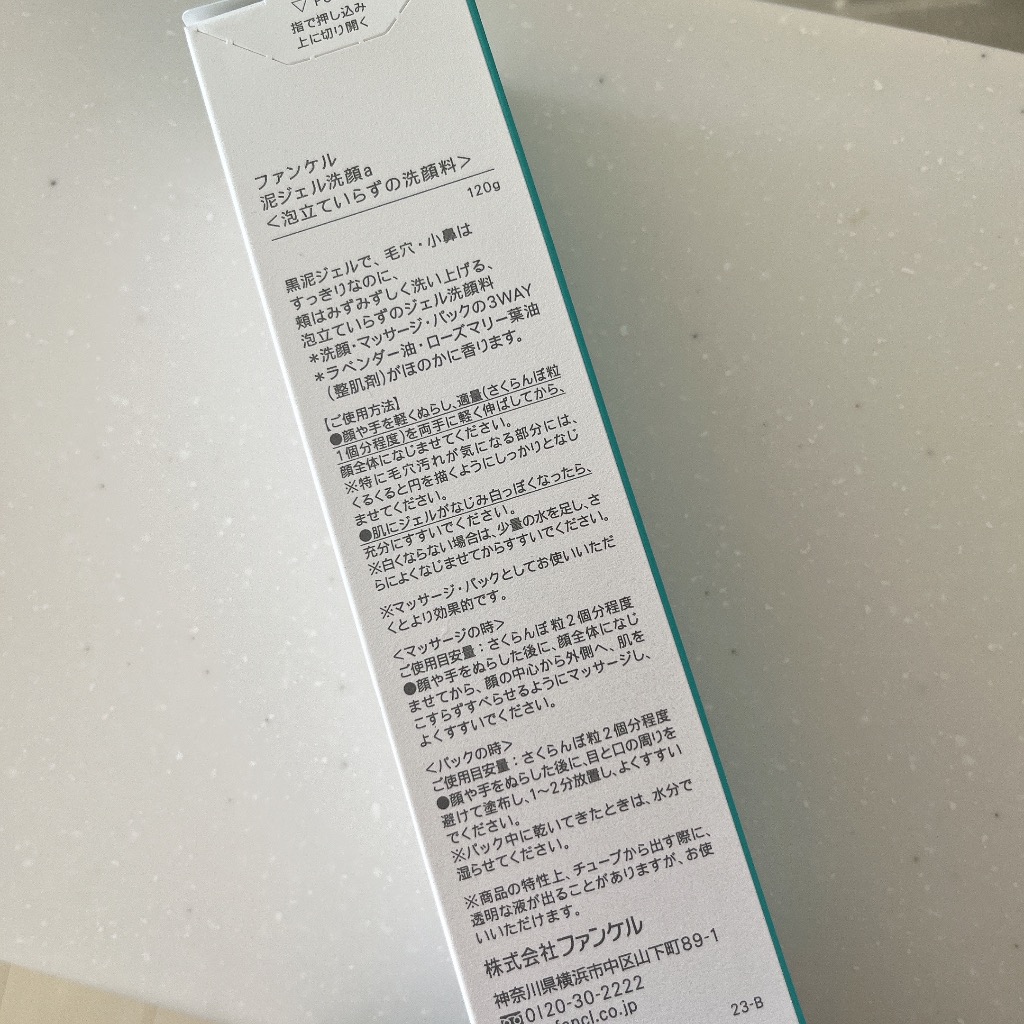 指で押し込み
上に切り開く
ファンケル
泥ジェル洗顔a
<泡立ていらずの洗顔料>
120g
黒泥ジェルで、毛穴・小鼻は
すっきりなのに、
頬はみずみずしく洗い上げる、
泡立ていらずのジェル洗顔料
*洗顔・マッサージ・パックの3WAY
*ラベンダー油・ローズマリー葉油
(整肌剤)がほのかに香ります。
【ご使用方法】
●顔や手を軽くぬらし、適量(さくらんぼ粒
1個分程度)を両手に軽く伸ばしてから、
顔全体になじませてください。
※特に毛穴汚れが気になる部分には、
くるくると円を描くようにしっかりとなじ
ませてください。
●肌にジェルがなじみ白っぽくなったら、
充分にすすいでください。
※白くならない場合は、少量の水を足し、さ
らによくなじませてからすすいでください。
※マッサージ・パックとしてお使いいただ
くとより効果的です。
<マッサージの時>
ご使用目安量：さくらんぼ粒2個分程度
●顔や手をぬらした後に、顔全体になじ
ませてから、顔の中心から外側へ、肌を
こすらずすべらせるようにマッサージし、
よくすすいでください。
<パックの時>
ご使用目安量：さくらんぼ粒2個分程度
●顔や手をぬらした後に、目と口の周りを
避けて塗布し、1～2分放置し、よくすすい
でください。
※パック中に乾いてきたときは、水分で
湿らせてください。
※商品の特性上、チューブから出す際に、
透明な液が出ることがありますが、お使
いいただけます。
株式会社ファンケル
神奈川県横浜市中区山下町89-1
0120-30-2222
fancl.co.jp
23-B